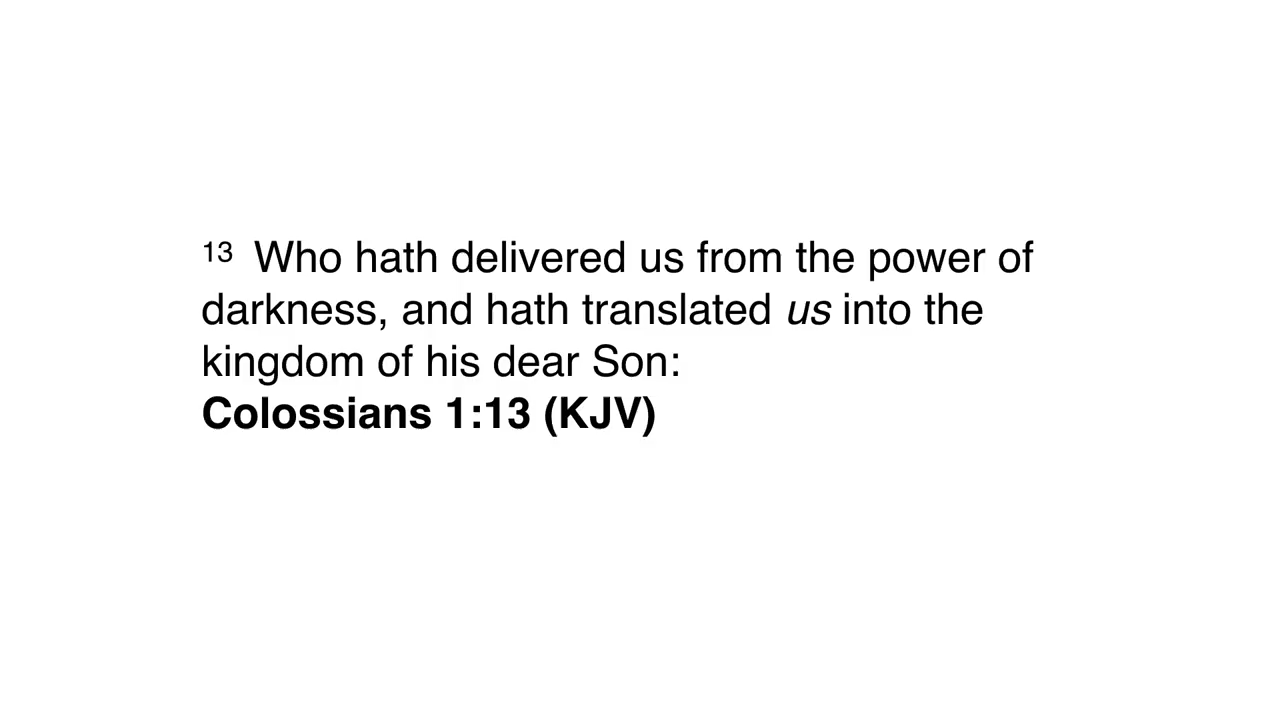 13 Who hath delivered us from the power of
darkness, and hath translated us into the
kingdom of his dear Son:
Colossians 1:13 (KJV)